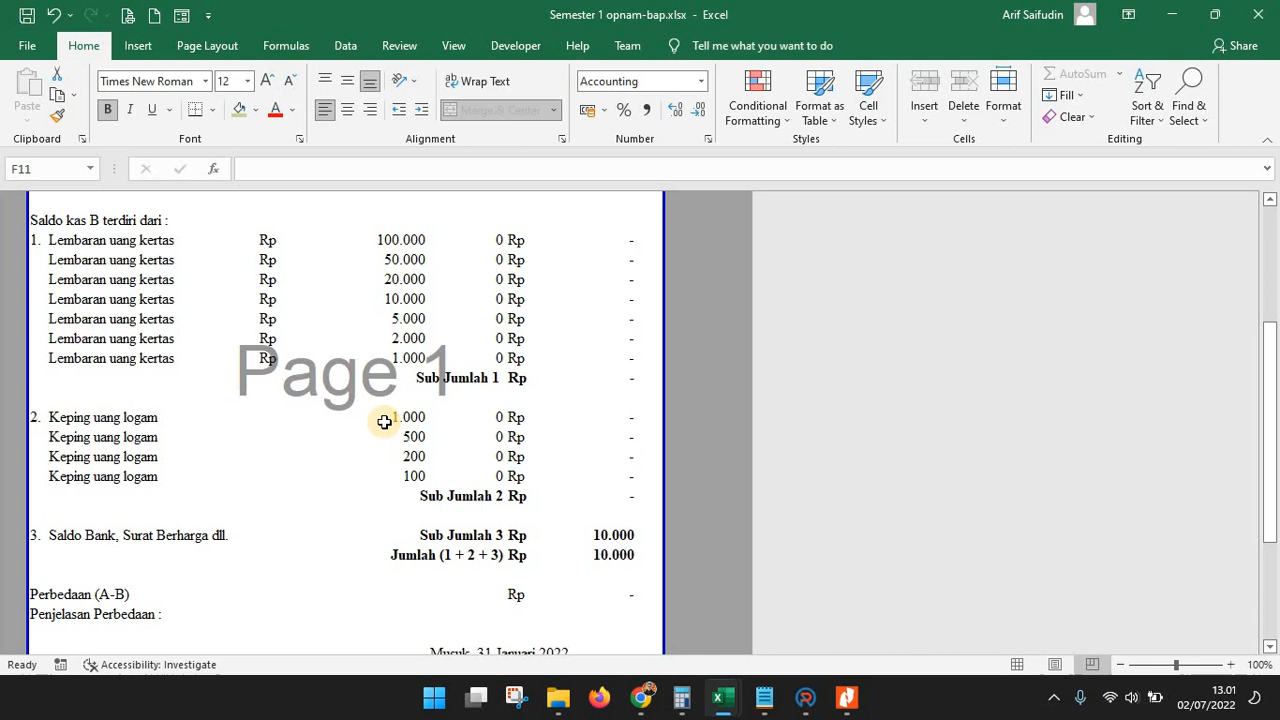 Semester 1 opnam-bap.xlsx - Excel
Arif Saifudin
File Home Insert Page Layout Formulas Data Review View Developer Help Team Tell me what you want to do Share
Paste
Times New Roman 12
B I U
Wrap Text
Merge & Center
Accounting
Conditional Formatting
Format as Table
Cell Styles
Insert
Delete
Format
AutoSum
Fill
Clear
Sort & Filter
Find & Select
Clipboard Font Alignment Number Styles Cells Editing
F11
Saldo kas B terdiri dari :
1. Lembaran uang kertas Rp 100.000 0 Rp -
Lembaran uang kertas Rp 50.000 0 Rp -
Lembaran uang kertas Rp 20.000 0 Rp -
Lembaran uang kertas Rp 10.000 0 Rp -
Lembaran uang kertas Rp 5.000 0 Rp -
Lembaran uang kertas Rp 2.000 0 Rp -
Lembaran uang kertas Rp 1.000 0 Rp -
Page 1
Sub Jumlah 1 Rp -
2. Keping uang logam 1.000 0 Rp -
Keping uang logam 500 0 Rp -
Keping uang logam 200 0 Rp -
Keping uang logam 100 0 Rp -
Sub Jumlah 2 Rp -
3. Saldo Bank, Surat Berharga dll. Sub Jumlah 3 Rp 10.000
Jumlah (1 + 2 + 3) Rp 10.000
Perbedaan (A-B) Rp -
Penjelasan Perbedaan :
Musuk, 31 Januari 2022
Ready Accessibility: Investigate 100%
13.01
02/07/2022